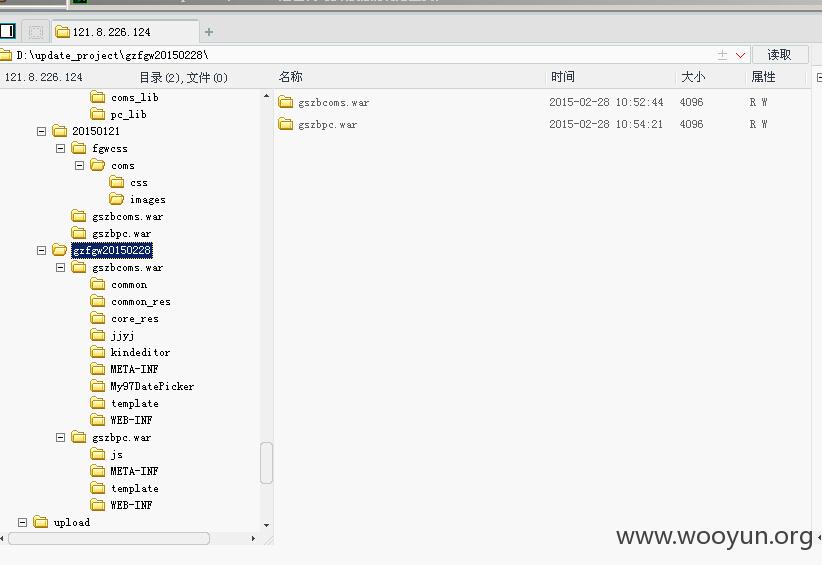 121.8.226.124
D:\update_project\gzfgw20150228\
读取
121.8.226.124 目录(2),文件(0)
名称 时间 大小 属性
coms_lib
pc_lib
20150121
fgwcss
coms
css
images
gszbcoms.war
gszbpc.war
gzfgw20150228
gszbcoms.war
common
common_res
core_res
jjyj
kindeditor
META-INF
My97DatePicker
template
WEB-INF
gszbpc.war
js
META-INF
template
WEB-INF
upload
gszbcoms.war 2015-02-28 10:52:44 4096 R W
gszbpc.war 2015-02-28 10:54:21 4096 R W
www.wooyun.org